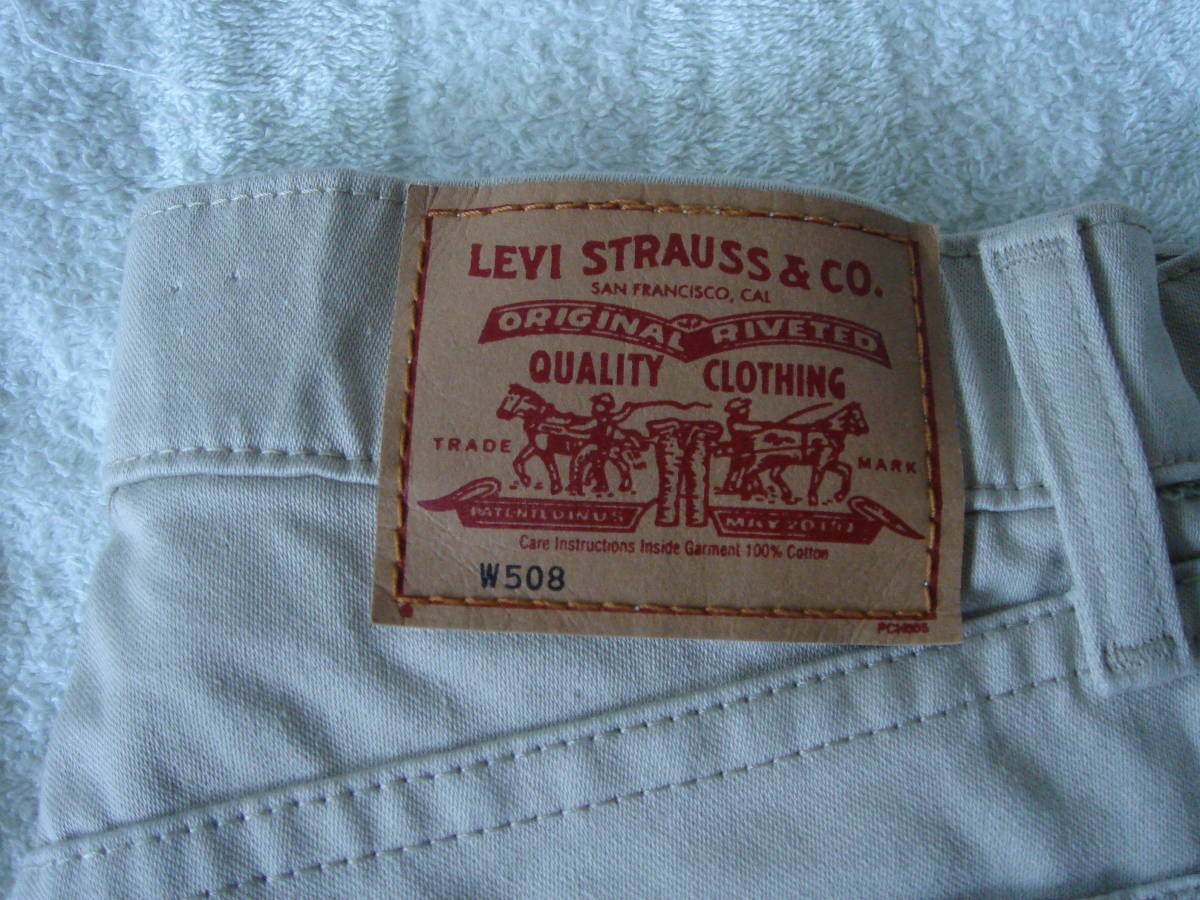 LEVI STRAUSS & CO.
SAN FRANCISCO, CAL
ORIGINAL RIVETED
QUALITY CLOTHING
TRADE MARK
PATENTED IN U S MAY 20 1873
Care Instructions Inside Garment 100% Cotton
W508